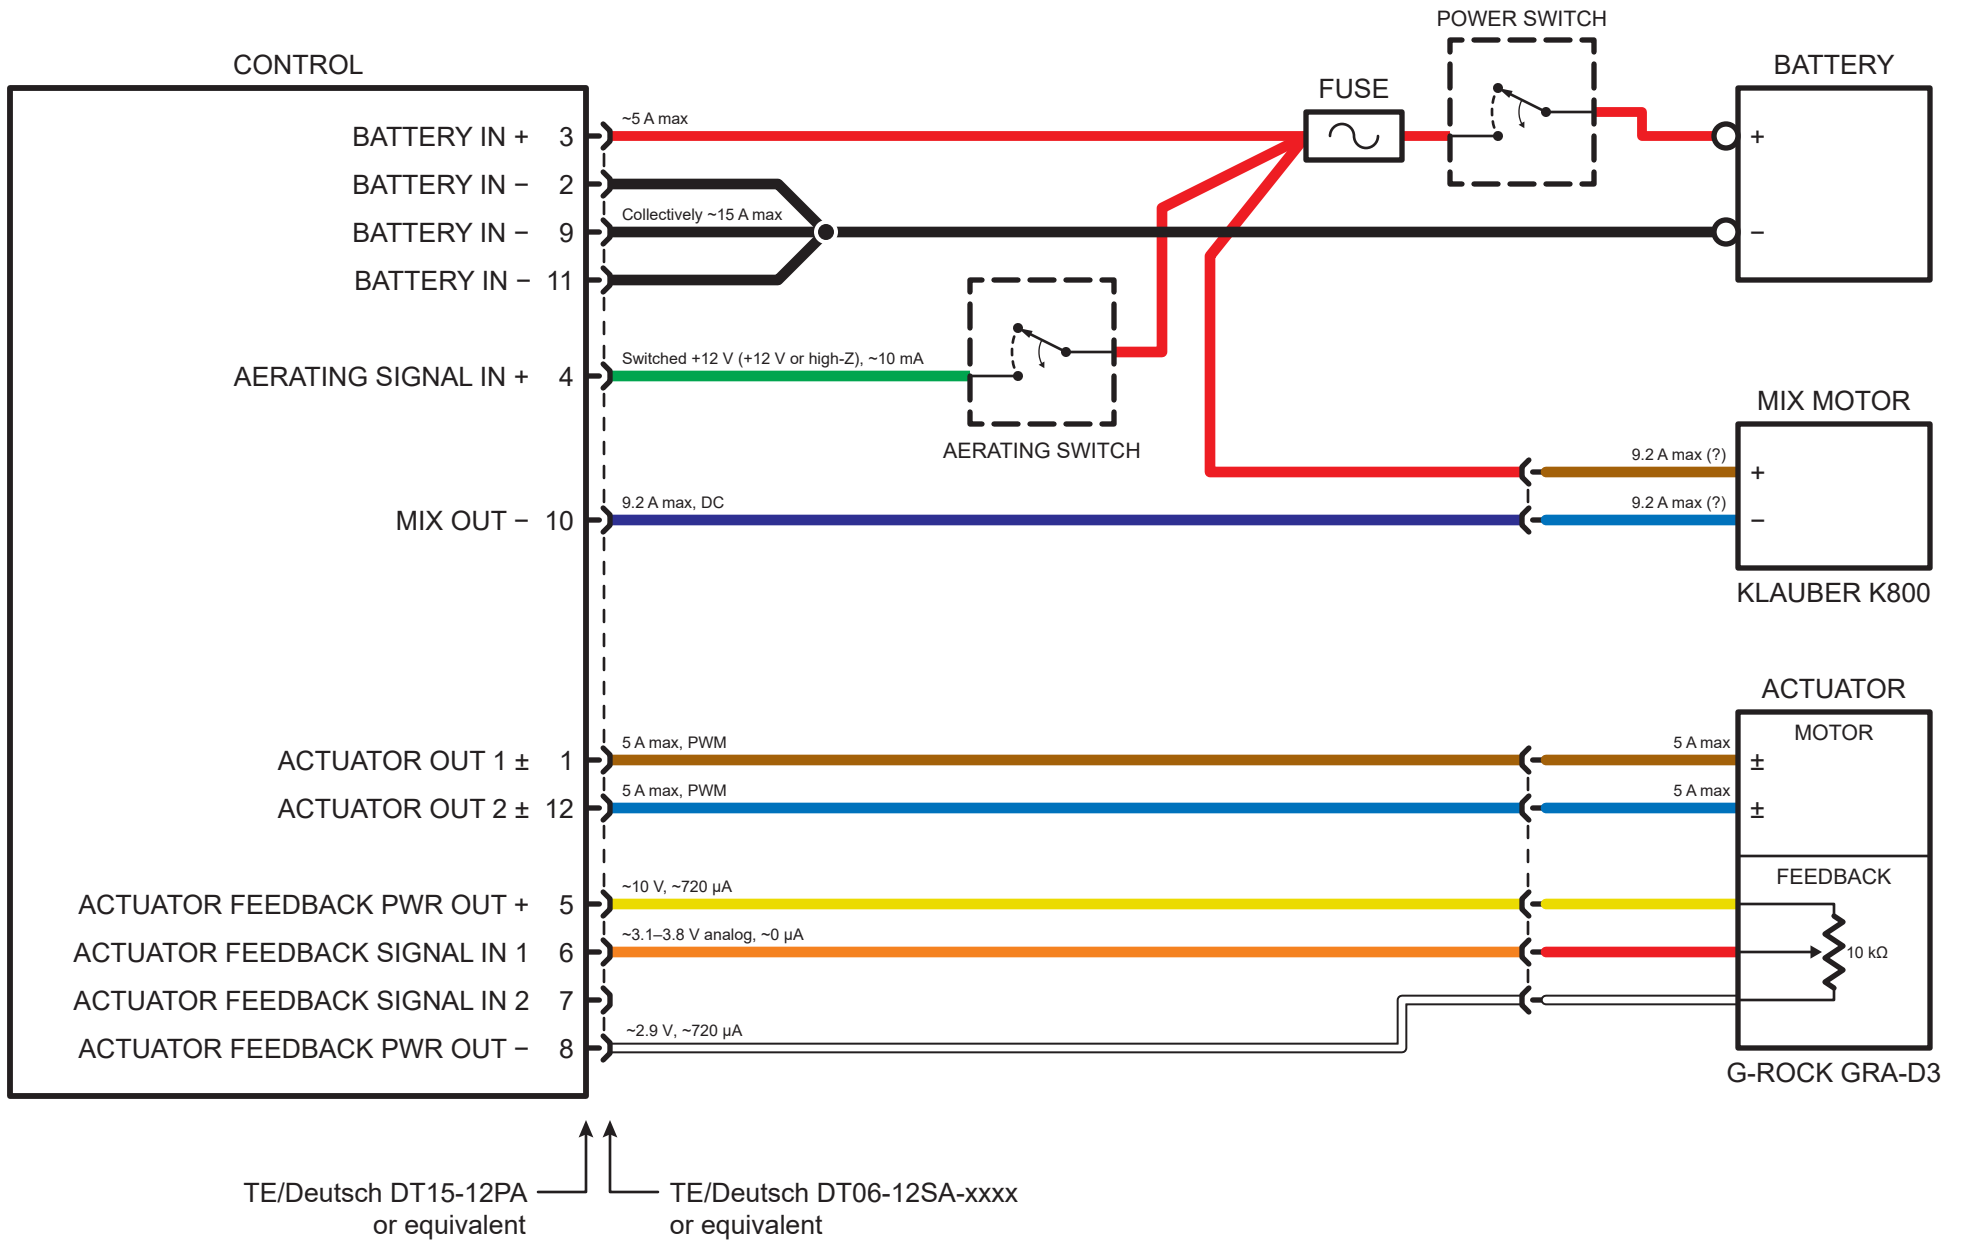 POWER SWITCH
CONTROL
FUSE
BATTERY
BATTERY IN + 3
~5 A max
+
BATTERY IN − 2
BATTERY IN − 9
Collectively ~15 A max
−
BATTERY IN − 11
AERATING SIGNAL IN + 4
Switched +12 V (+12 V or high-Z), ~10 mA
AERATING SWITCH
MIX MOTOR
9.2 A max (?)
+
MIX OUT − 10
9.2 A max, DC
9.2 A max (?)
−
KLAUBER K800
ACTUATOR
MOTOR
ACTUATOR OUT 1 ± 1
5 A max, PWM
5 A max
±
ACTUATOR OUT 2 ± 12
5 A max, PWM
5 A max
±
FEEDBACK
ACTUATOR FEEDBACK PWR OUT + 5
~10 V, ~720 µA
ACTUATOR FEEDBACK SIGNAL IN 1 6
~3.1–3.8 V analog, ~0 µA
10 kΩ
ACTUATOR FEEDBACK SIGNAL IN 2 7
ACTUATOR FEEDBACK PWR OUT − 8
~2.9 V, ~720 µA
G-ROCK GRA-D3
TE/Deutsch DT15-12PA
or equivalent
TE/Deutsch DT06-12SA-xxxx
or equivalent